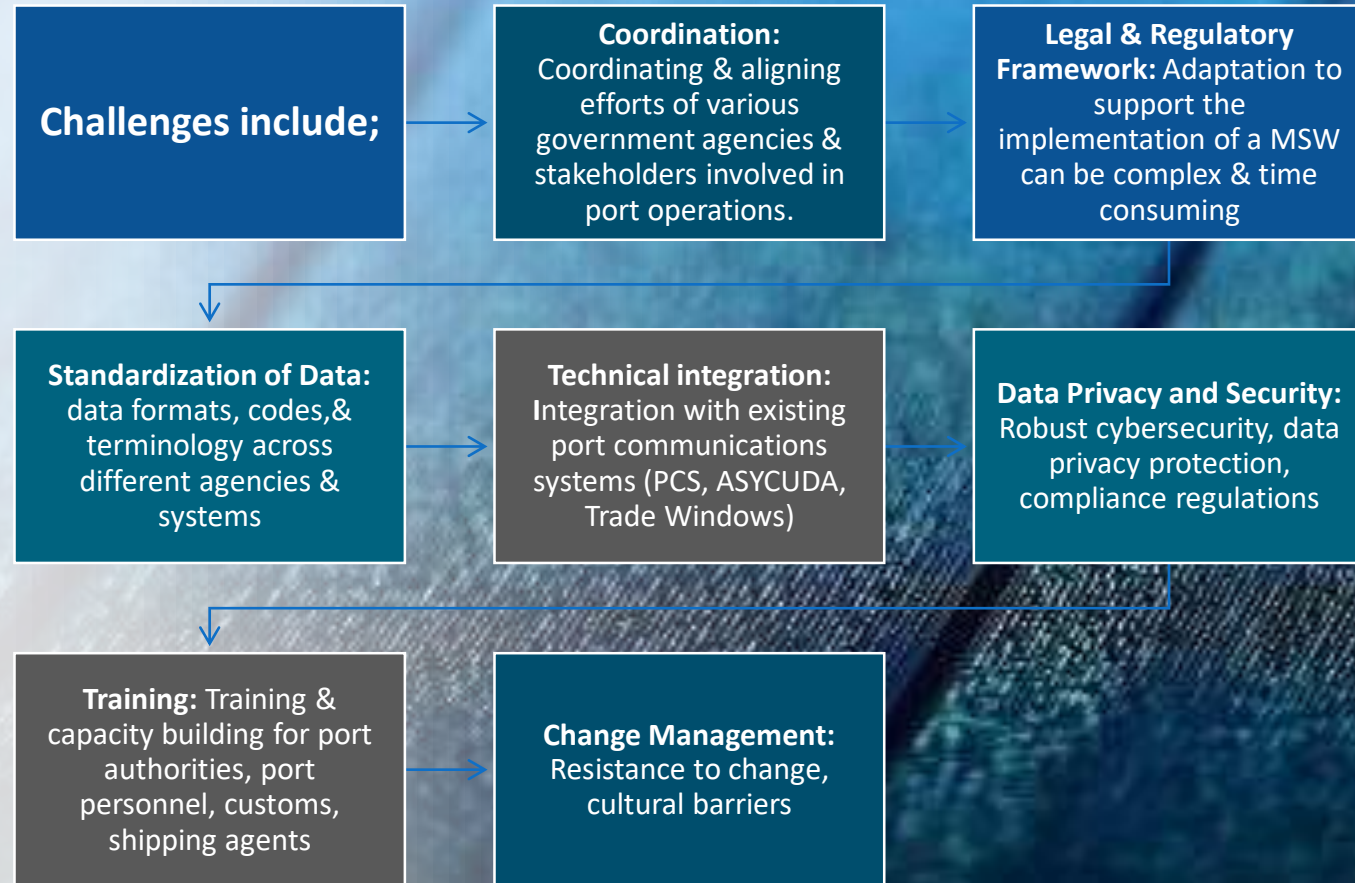 Challenges include;
Coordination:
Coordinating & aligning
efforts of various
government agencies &
stakeholders involved in
port operations.
Legal & Regulatory
Framework: Adaptation to
support the
implementation of a MSW
can be complex & time
consuming
Standardization of Data:
data formats, codes,&
terminology across
different agencies &
systems
Technical integration:
Integration with existing
port communications
systems (PCS, ASYCUDA,
Trade Windows)
Data Privacy and Security:
Robust cybersecurity, data
privacy protection,
compliance regulations
Training: Training &
capacity building for port
authorities, port
personnel, customs,
shipping agents
Change Management:
Resistance to change,
cultural barriers